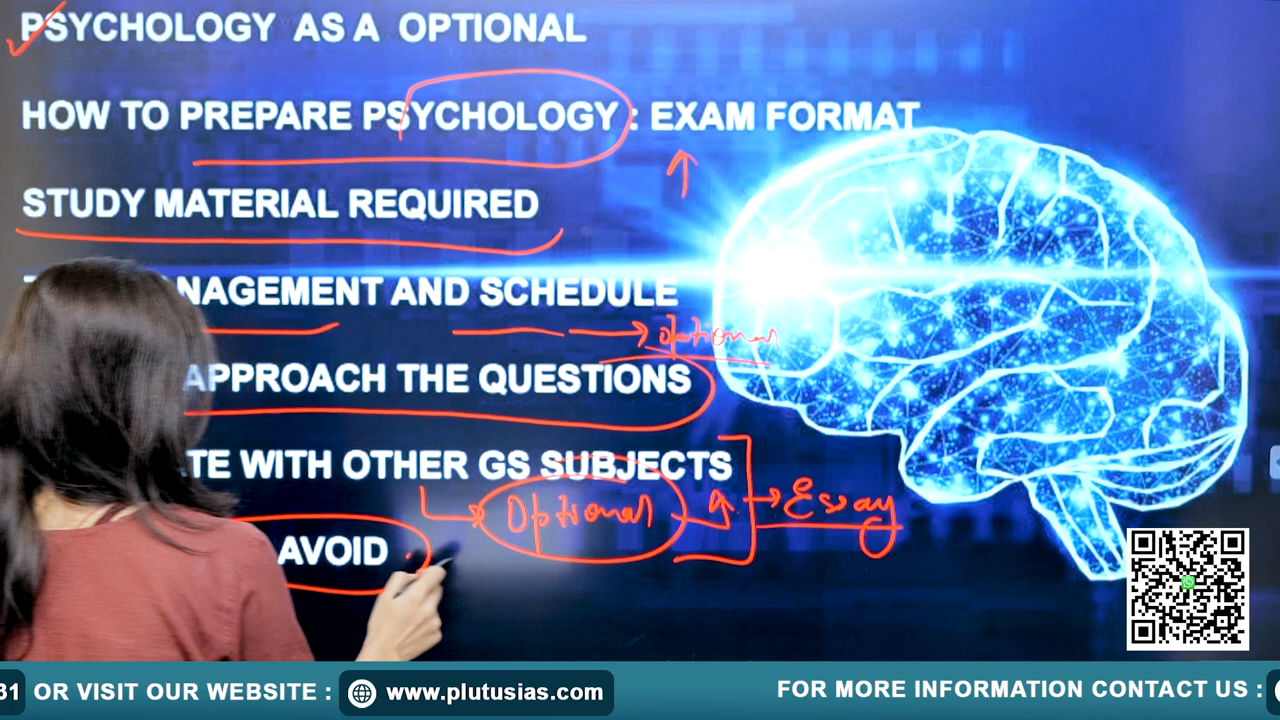 PSYCHOLOGY AS A OPTIONAL
HOW TO PREPARE PSYCHOLOGY : EXAM FORMAT
STUDY MATERIAL REQUIRED
NAGEMENT AND SCHEDULE
optional
APPROACH THE QUESTIONS
TE WITH OTHER GS SUBJECTS
Optional
Essay
AVOID
31 OR VISIT OUR WEBSITE : www.plutusias.com FOR MORE INFORMATION CONTACT US :